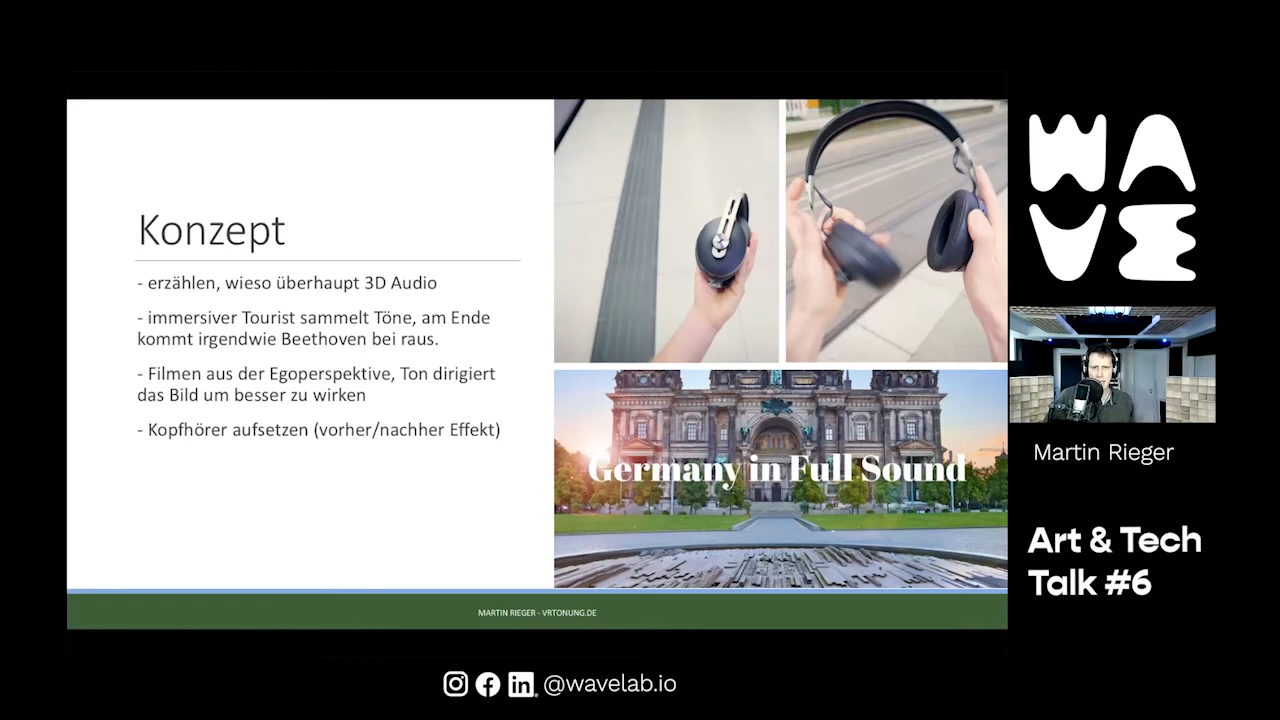 Konzept
- erzählen, wieso überhaupt 3D Audio
- immersiver Tourist sammelt Töne, am Ende
kommt irgendwie Beethoven bei raus.
- Filmen aus der Egoperspektive, Ton dirigiert
das Bild um besser zu wirken
- Kopfhörer aufsetzen (vorher/nachher Effekt)
Germany in Full Sound
MARTIN RIEGER - VRTONUNG.DE
WA
VE
Martin Rieger
Art & Tech
Talk #6
in
@wavelab.io